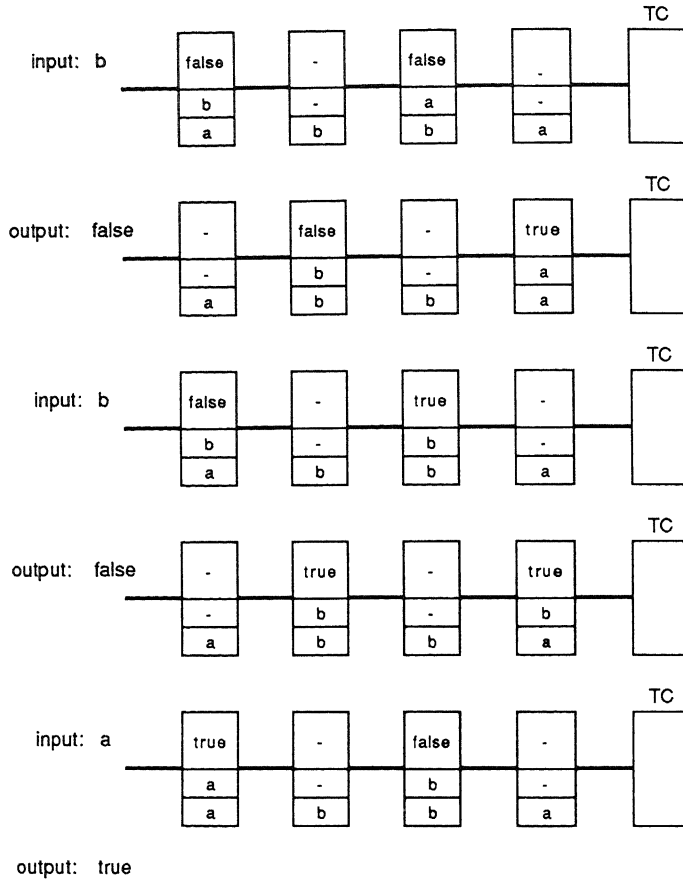 TC
input: b false - false -
b - a -
a b b a
TC
output: false - false - true
- b - a
a b b a
TC
input: b false - true -
b - b -
a b b a
TC
output: false - true - true
- b - b
a b b a
TC
input: a true - false -
a - b -
a b b a
output: true